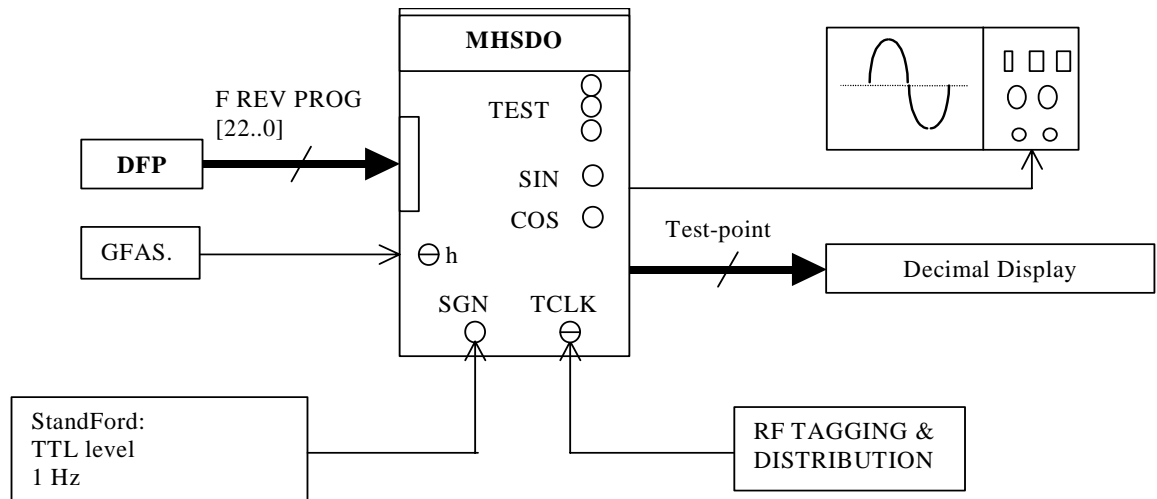 MHSDO
F REV PROG
[22..0]
TEST
DFP
SIN
COS
Test-point
GFAS.
h
Decimal Display
SGN
TCLK
StandFord:
TTL level
1 Hz
RF TAGGING &
DISTRIBUTION